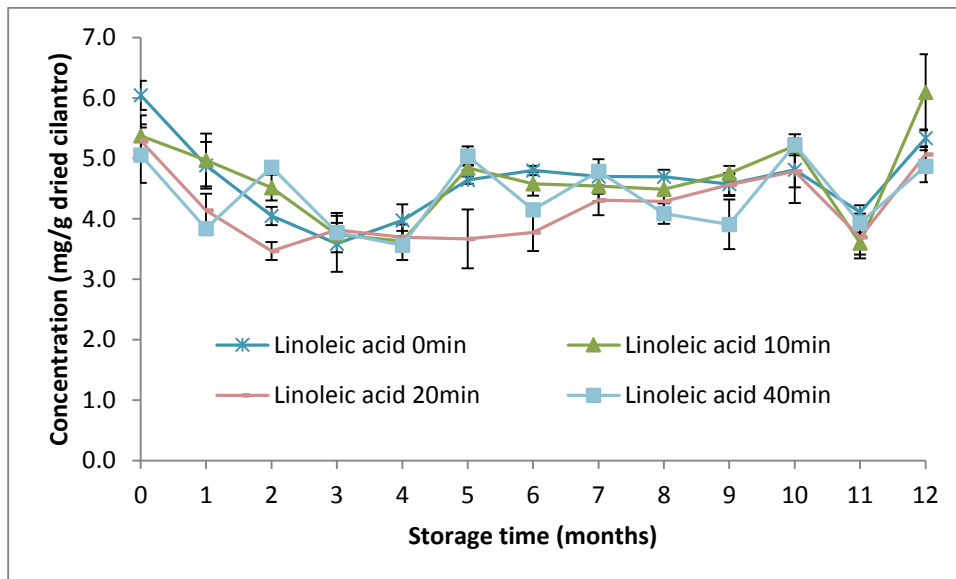 7.0
6.0
5.0
4.0
3.0
2.0
1.0
0.0
Concentration (mg/g dried cilantro)
Linoleic acid 0min
Linoleic acid 10min
Linoleic acid 20min
Linoleic acid 40min
0 1 2 3 4 5 6 7 8 9 10 11 12
Storage time (months)